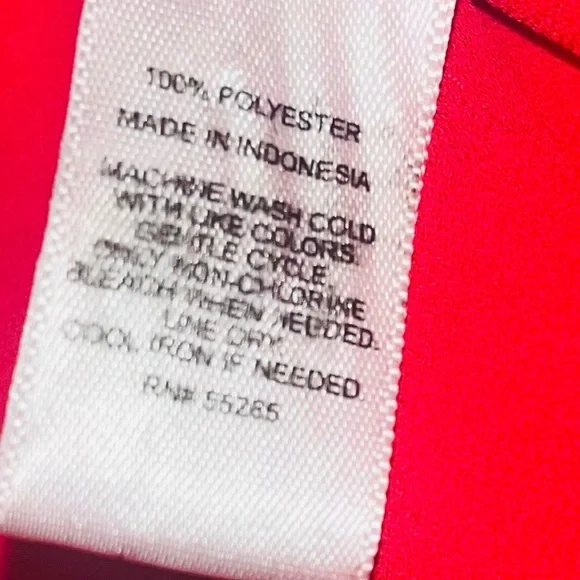 100% POLYESTER
MADE IN INDONESIA
MACHINE WASH COLD
WITH LIKE COLORS.
GENTLE CYCLE.
ONLY NON-CHLORINE
BLEACH WHEN NEEDED.
LINE DRY
COOL IRON IF NEEDED
RN# 55285